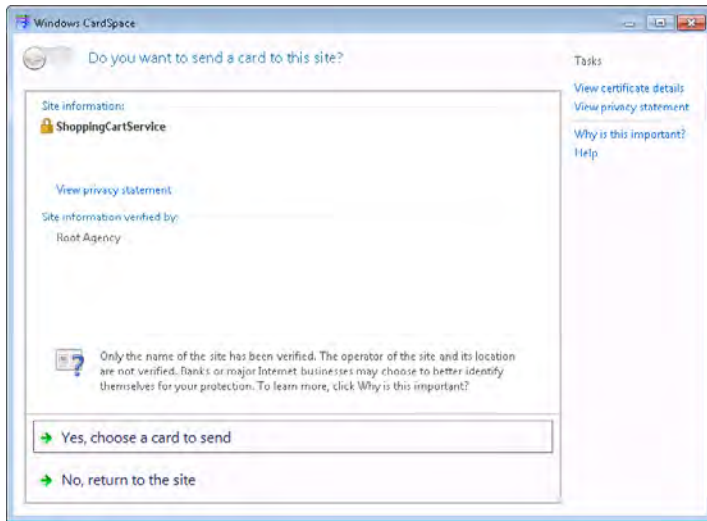 Windows CardSpace
Do you want to send a card to this site?
Tasks
View certificate details
View privacy statement
Why is this important?
Help
Site information:
ShoppingCartService
View privacy statement
Site information verified by:
Root Agency
Only the name of the site has been verified. The operator of the site and its location
are not verified. Banks or major Internet businesses may choose to better identify
themselves for your protection. To learn more, click Why is this important?
Yes, choose a card to send
No, return to the site